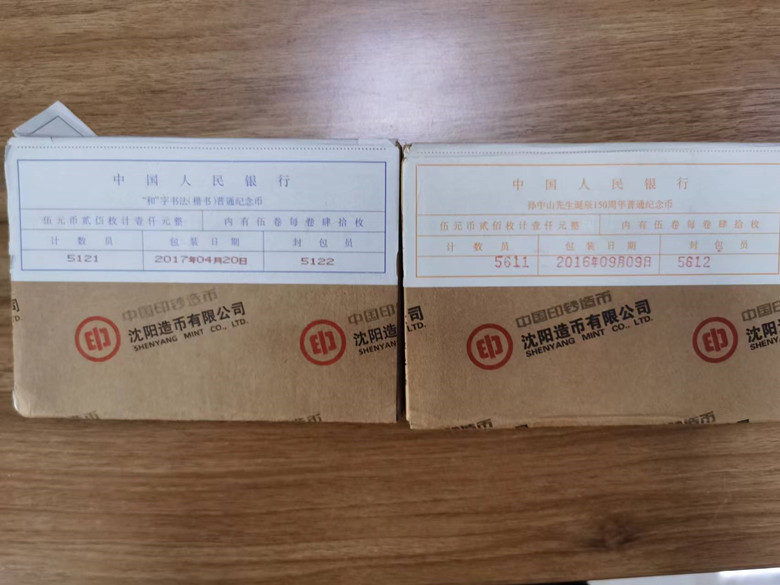 中国人民银行
"和"字书法(楷书)普通纪念币
伍元币贰佰枚计壹仟元整 内有伍卷每卷肆拾枚
计数员 包装日期 封包员
5121 2017年04月20日 5122
中国印钞造币
沈阳造币有限公司
SHENYANG MINT CO., LTD.
中国印钞造币
中国人民银行
孙中山先生诞辰150周年普通纪念币
伍元币贰佰枚计壹仟元整 内有伍卷每卷肆拾枚
计数员 包装日期 封包员
5611 2016年09月09日 5612
中国印钞造币
沈阳造币有限公司
SHENYANG MINT CO., LTD.